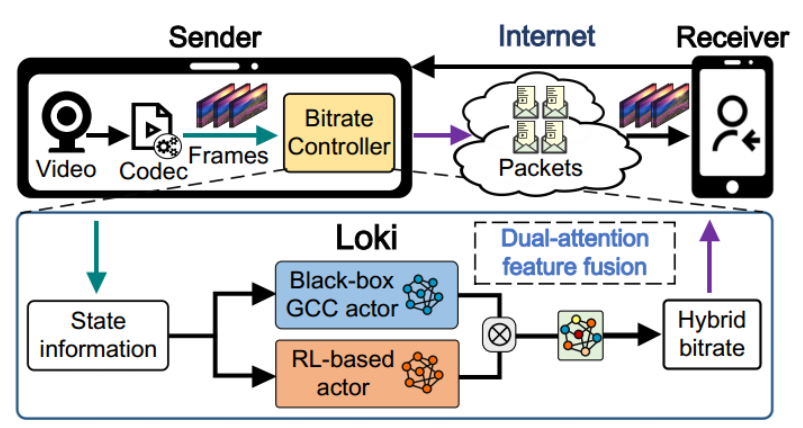 Sender
Internet
Receiver
Video
Codec
Frames
Bitrate
Controller
Packets
Loki
Dual-attention
feature fusion
State
information
Black-box
GCC actor
RL-based
actor
Hybrid
bitrate